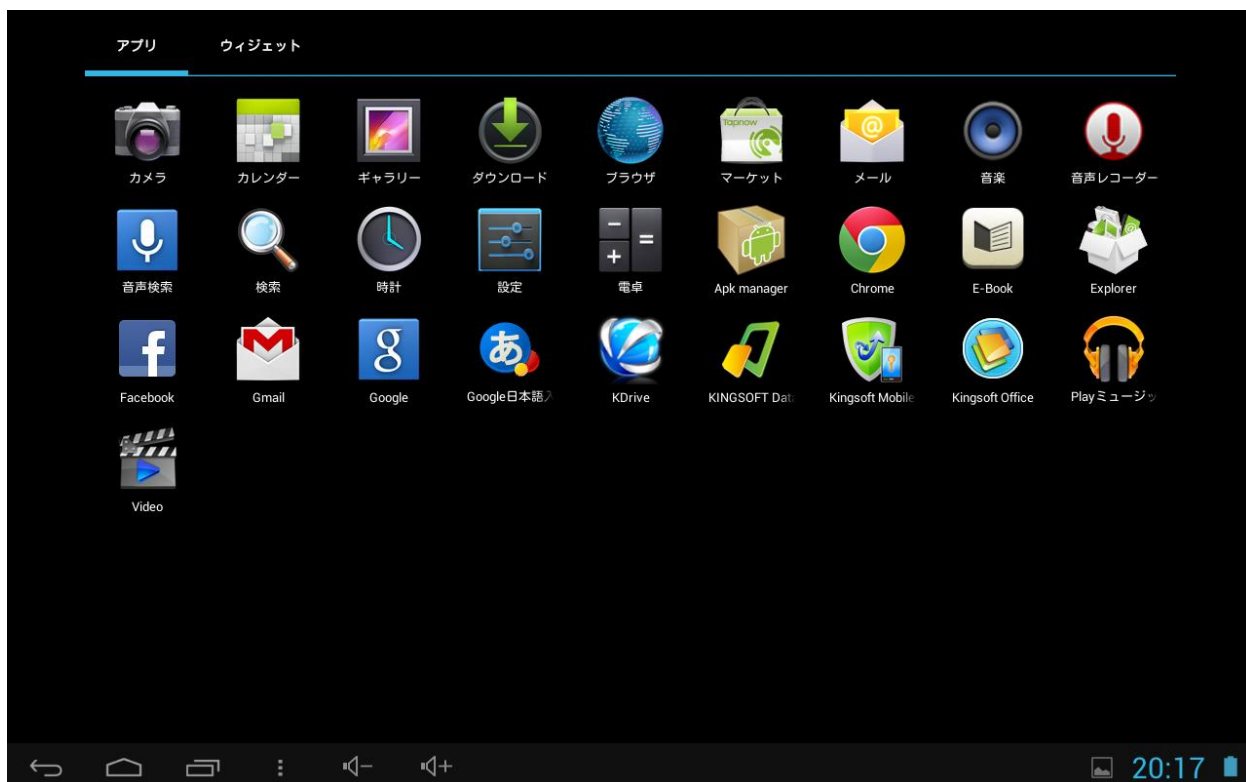 アプリ ウィジェット
Tapnow
カメラ カレンダー ギャラリー ダウンロード ブラウザ マーケット メール 音楽 音声レコーダー
音声検索 検索 時計 設定 電卓 Apk manager Chrome E-Book Explorer
あ
Facebook Gmail Google Google日本語入 KDrive KINGSOFT Data Kingsoft Mobile Kingsoft Office Playミュージッ
Video
20:17